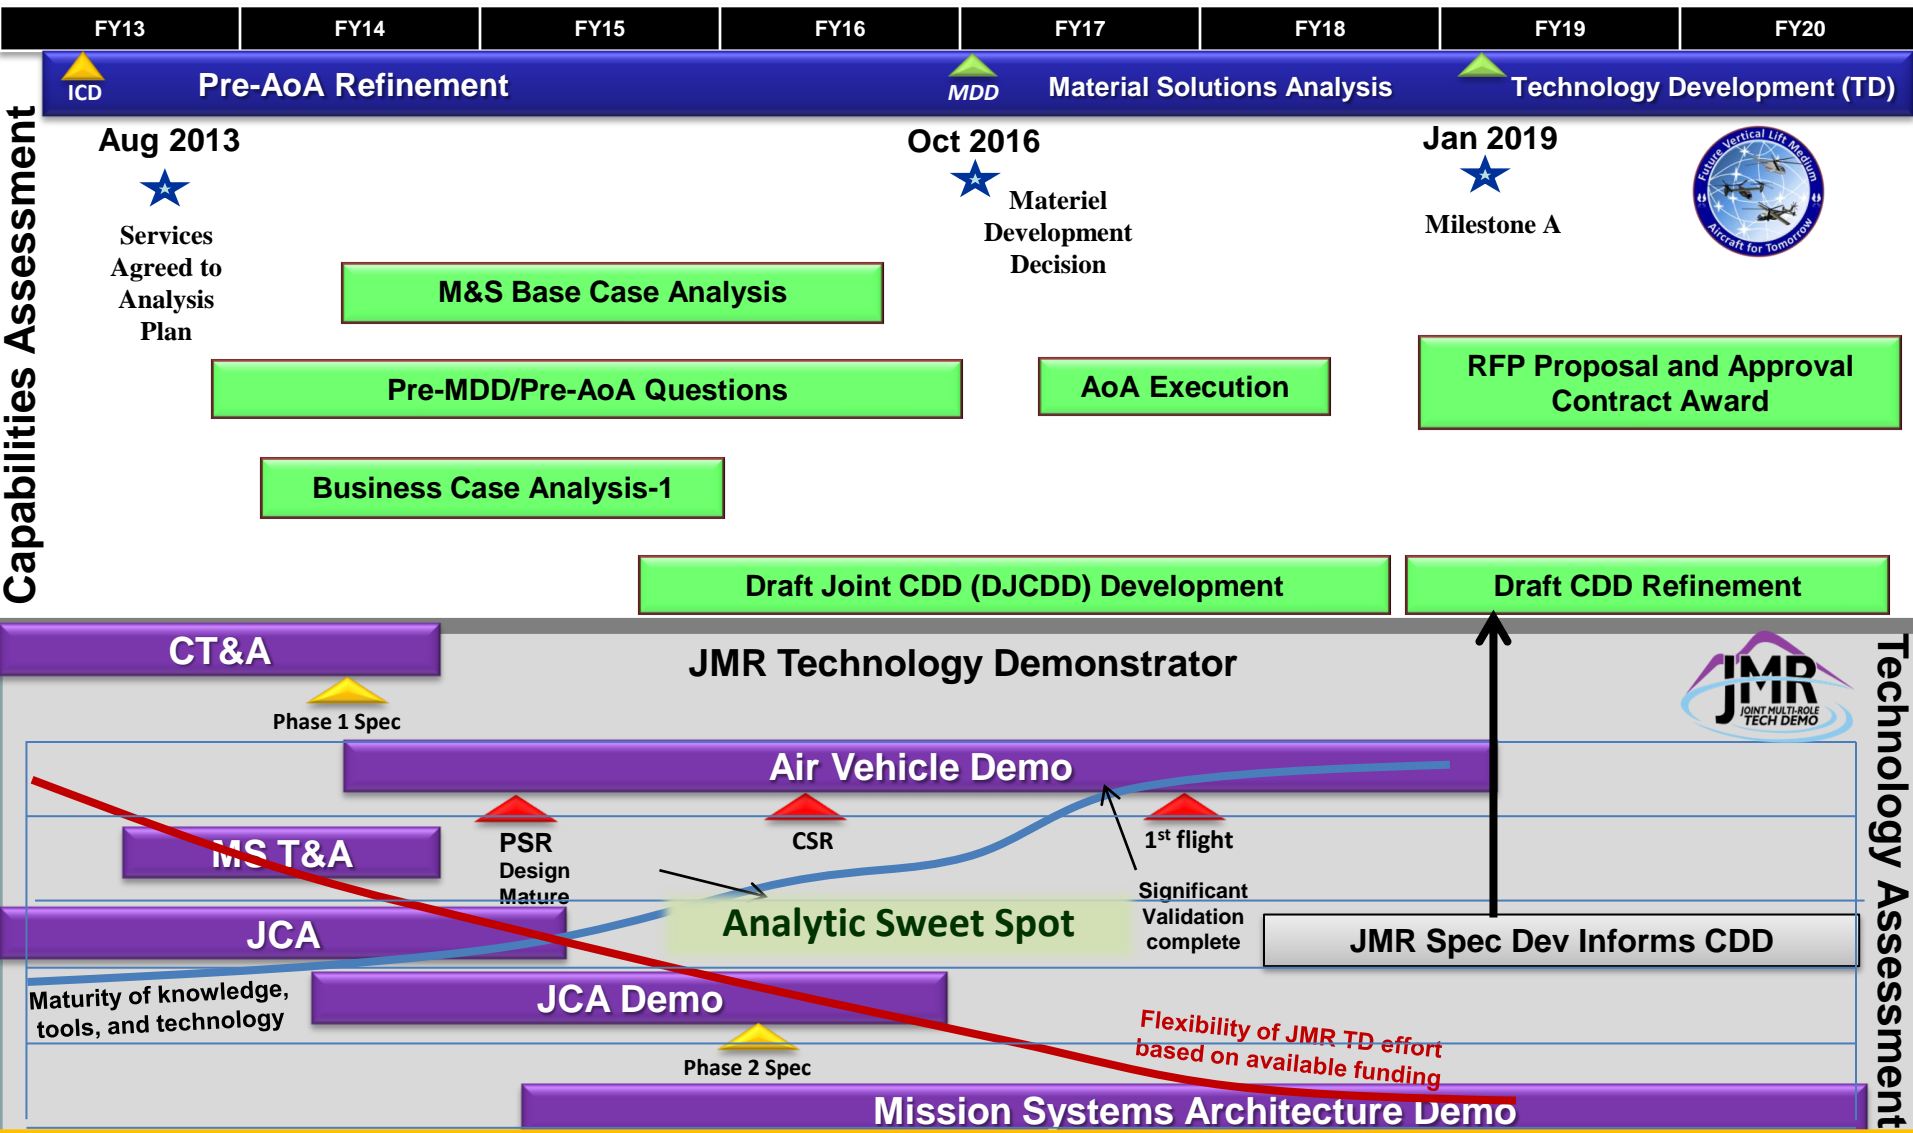 FY13 FY14 FY15 FY16 FY17 FY18 FY19 FY20
ICD
Pre-AoA Refinement
MDD
Material Solutions Analysis
Technology Development (TD)
Capabilities Assessment
Aug 2013
Services
Agreed to
Analysis
Plan
Oct 2016
Materiel
Development
Decision
Jan 2019
Milestone A
Future Vertical Lift Medium
Aircraft for Tomorrow
M&S Base Case Analysis
Pre-MDD/Pre-AoA Questions
AoA Execution
RFP Proposal and Approval
Contract Award
Business Case Analysis-1
Draft Joint CDD (DJCDD) Development
Draft CDD Refinement
Technology Assessment
CT&A
JMR Technology Demonstrator
JMR
JOINT MULTI-ROLE
TECH DEMO
Phase 1 Spec
Air Vehicle Demo
MS T&A
PSR
Design
Mature
CSR
1st flight
Significant
Validation
complete
JCA
Analytic Sweet Spot
JMR Spec Dev Informs CDD
Maturity of knowledge,
tools, and technology
JCA Demo
Phase 2 Spec
Flexibility of JMR TD effort
based on available funding
Mission Systems Architecture Demo